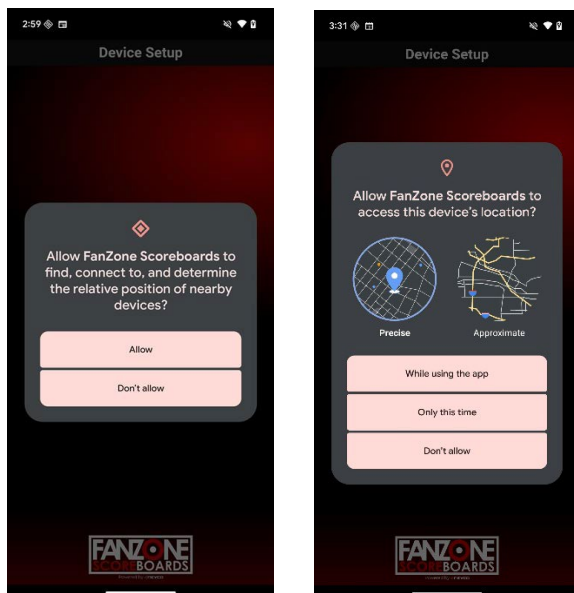 2:59
Device Setup
Allow FanZone Scoreboards to
find, connect to, and determine
the relative position of nearby
devices?
Allow
Don't allow
FANZONE
SCOREBOARDS
3:31
Device Setup
Allow FanZone Scoreboards to
access this device's location?
Precise
Approximate
While using the app
Only this time
Don't allow
FANZONE
SCOREBOARDS